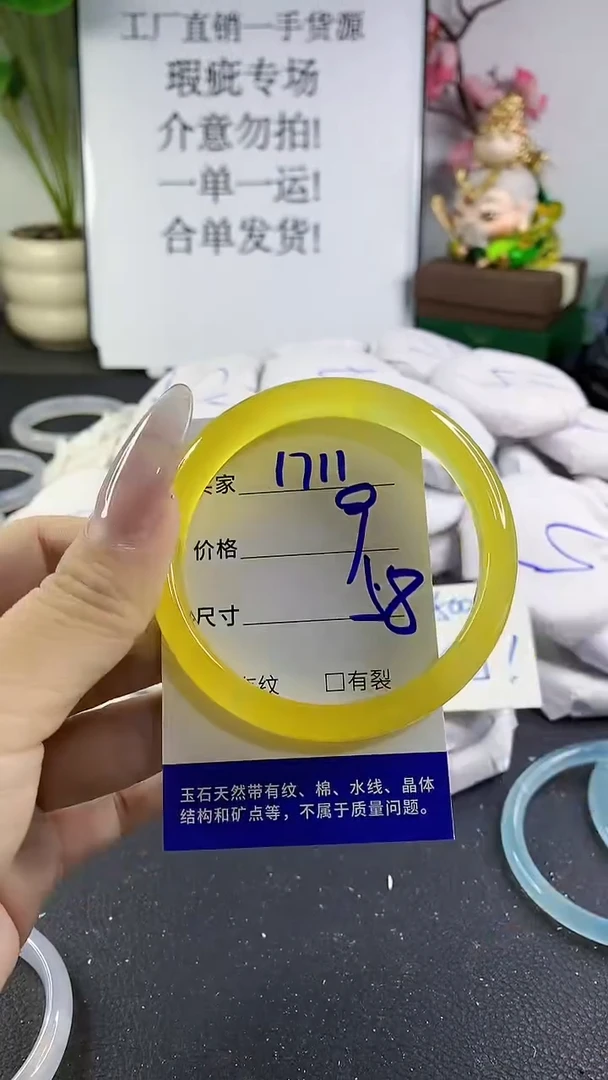 工厂直销一手货源
瑕疵专场
介意勿拍!
一单一运!
合单发货!
家 1711
价格 9
尺寸 58
纹 □有裂
玉石天然带有纹、棉、水线、晶体
结构和矿点等，不属于质量问题。